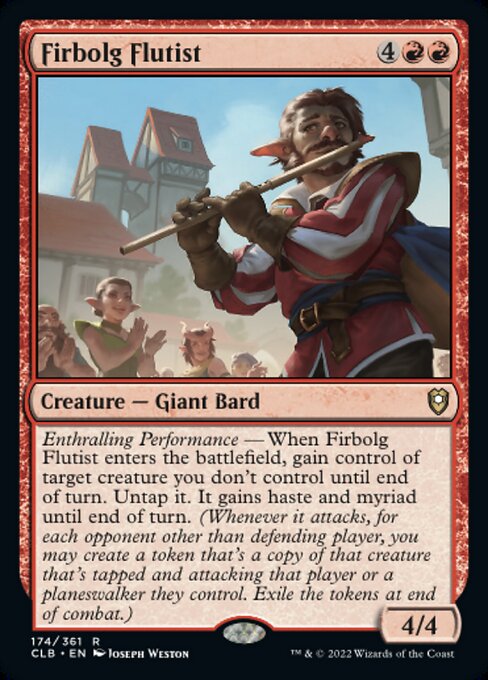 Firbolg Flutist 4
Creature — Giant Bard
Enthralling Performance — When Firbolg
Flutist enters the battlefield, gain control of
target creature you don't control until end
of turn. Untap it. It gains haste and myriad
until end of turn. (Whenever it attacks, for
each opponent other than defending player, you
may create a token that's a copy of that creature
that's tapped and attacking that player or a
planeswalker they control. Exile the tokens at end
of combat.)
4/4
174/361 R
CLB • EN Joseph Weston
™ & © 2022 Wizards of the Coast